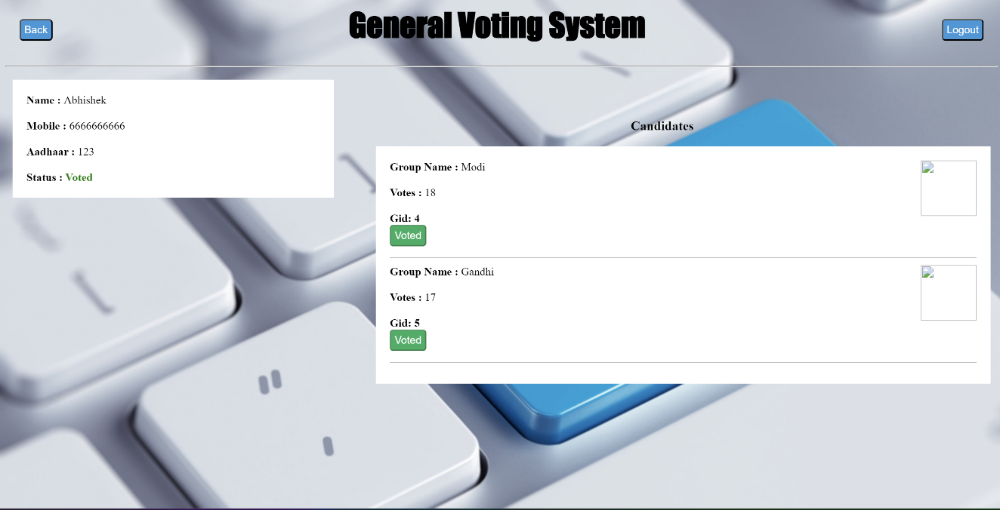 Back
General Voting System
Logout
Name : Abhishek
Mobile : 6666666666
Aadhaar : 123
Status : Voted
Candidates
Group Name : Modi
Votes : 18
Gid: 4
Voted
Group Name : Gandhi
Votes : 17
Gid: 5
Voted